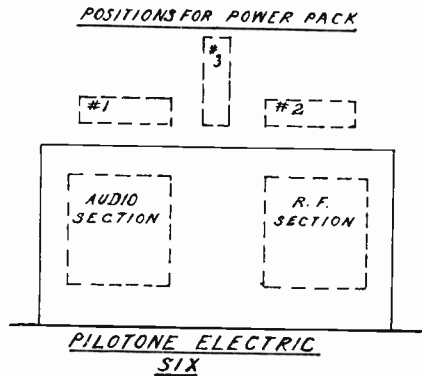 POSITIONS FOR POWER PACK
#3
#1
#2
AUDIO
SECTION
R.F.
SECTION
PILOTONE ELECTRIC
SIX